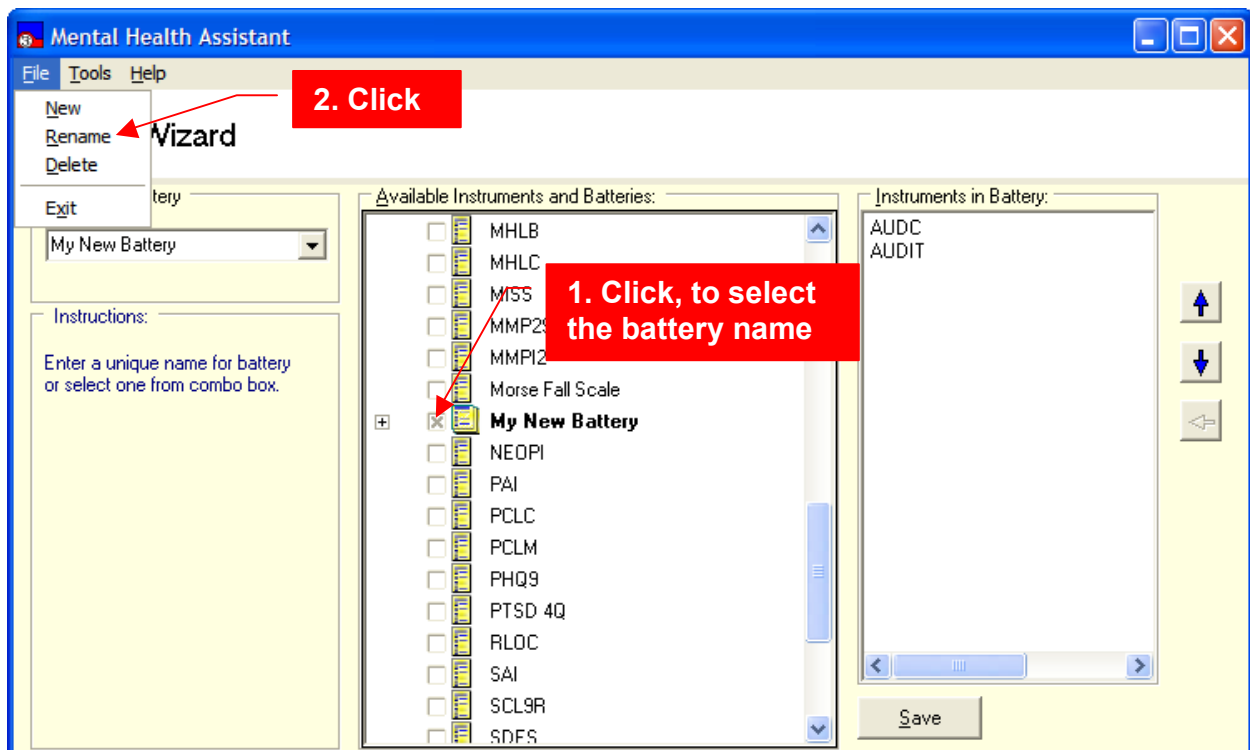 Mental Health Assistant
File Tools Help
2. Click
New
Rename
Wizard
Delete
Exit
tery
My New Battery
Instructions:
Enter a unique name for battery
or select one from combo box.
Available Instruments and Batteries:
MHLB
MHLC
MISS
1. Click, to select
the battery name
MMP29
MMPI2
Morse Fall Scale
My New Battery
NEOPI
PAI
PCLC
PCLM
PHQ9
PTSD 4Q
RLOC
SAI
SCL9R
SDES
Instruments in Battery:
AUDC
AUDIT
Save